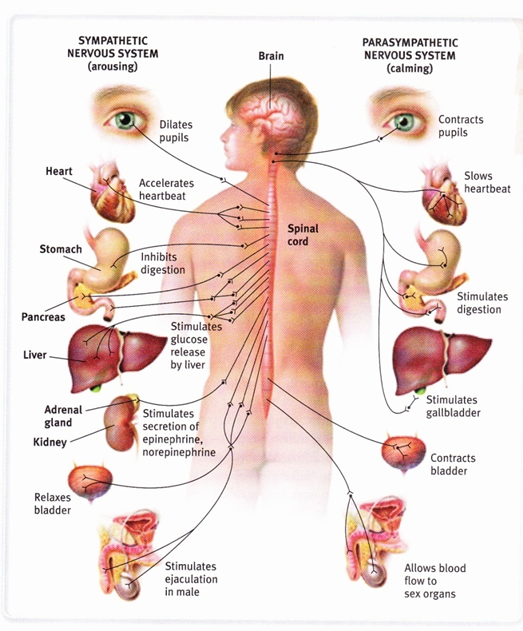 SYMPATHETIC
NERVOUS SYSTEM
(arousing)
Brain
PARASYMPATHETIC
NERVOUS SYSTEM
(calming)
Dilates
pupils
Contracts
pupils
Heart
Accelerates
heartbeat
Slows
heartbeat
Stomach
Inhibits
digestion
Spinal
cord
Pancreas
Stimulates
digestion
Liver
Stimulates
glucose
release
by liver
Stimulates
gallbladder
Adrenal
gland
Kidney
Stimulates
secretion of
epinephrine,
norepinephrine
Contracts
bladder
Relaxes
bladder
Stimulates
ejaculation
in male
Allows blood
flow to
sex organs